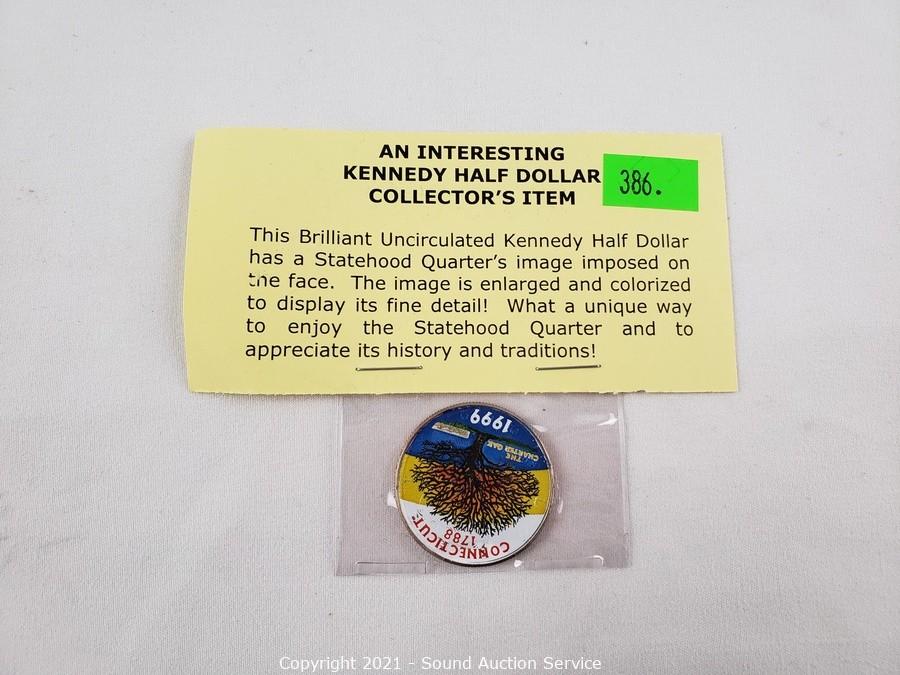 AN INTERESTING
KENNEDY HALF DOLLAR
COLLECTOR'S ITEM
386.
This Brilliant Uncirculated Kennedy Half Dollar
has a Statehood Quarter's image imposed on
the face. The image is enlarged and colorized
to display its fine detail! What a unique way
to enjoy the Statehood Quarter and to
appreciate its history and traditions!
CONNECTICUT
1788
THE
CHARTER OAK
1999
Copyright 2021 - Sound Auction Service